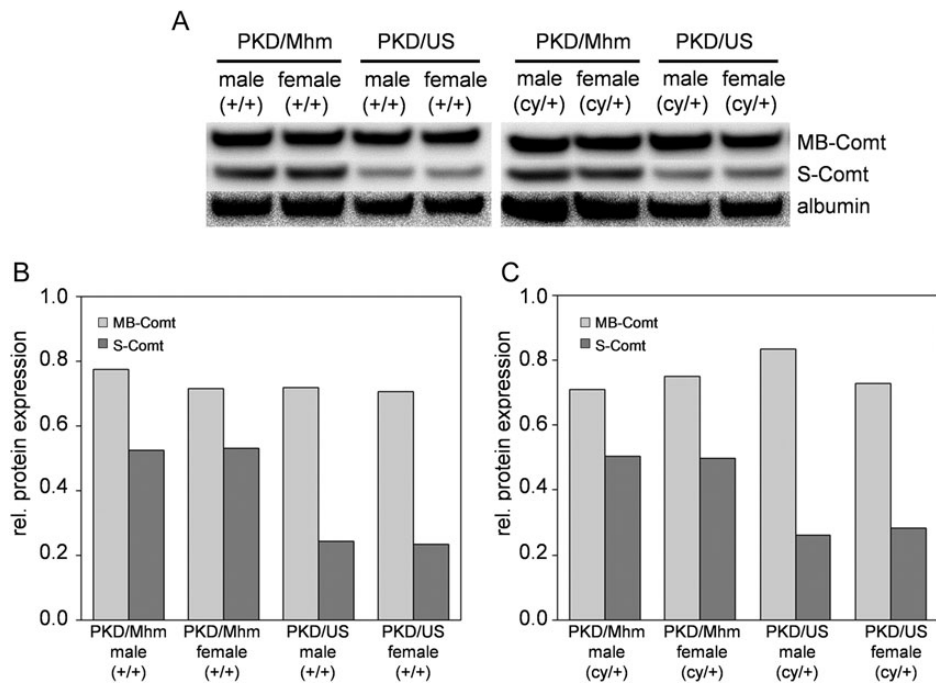 A
PKD/Mhm PKD/US PKD/Mhm PKD/US
male female male female male female male female
(+/+) (+/+) (+/+) (+/+) (cy/+) (cy/+) (cy/+) (cy/+)
MB-Comt
S-Comt
albumin
B
rel. protein expression
1.0
0.8
0.6
0.4
0.2
0.0
MB-Comt
S-Comt
PKD/Mhm PKD/Mhm PKD/US PKD/US
male female male female
(+/+) (+/+) (+/+) (+/+)
C
rel. protein expression
1.0
0.8
0.6
0.4
0.2
0.0
MB-Comt
S-Comt
PKD/Mhm PKD/Mhm PKD/US PKD/US
male female male female
(cy/+) (cy/+) (cy/+) (cy/+)